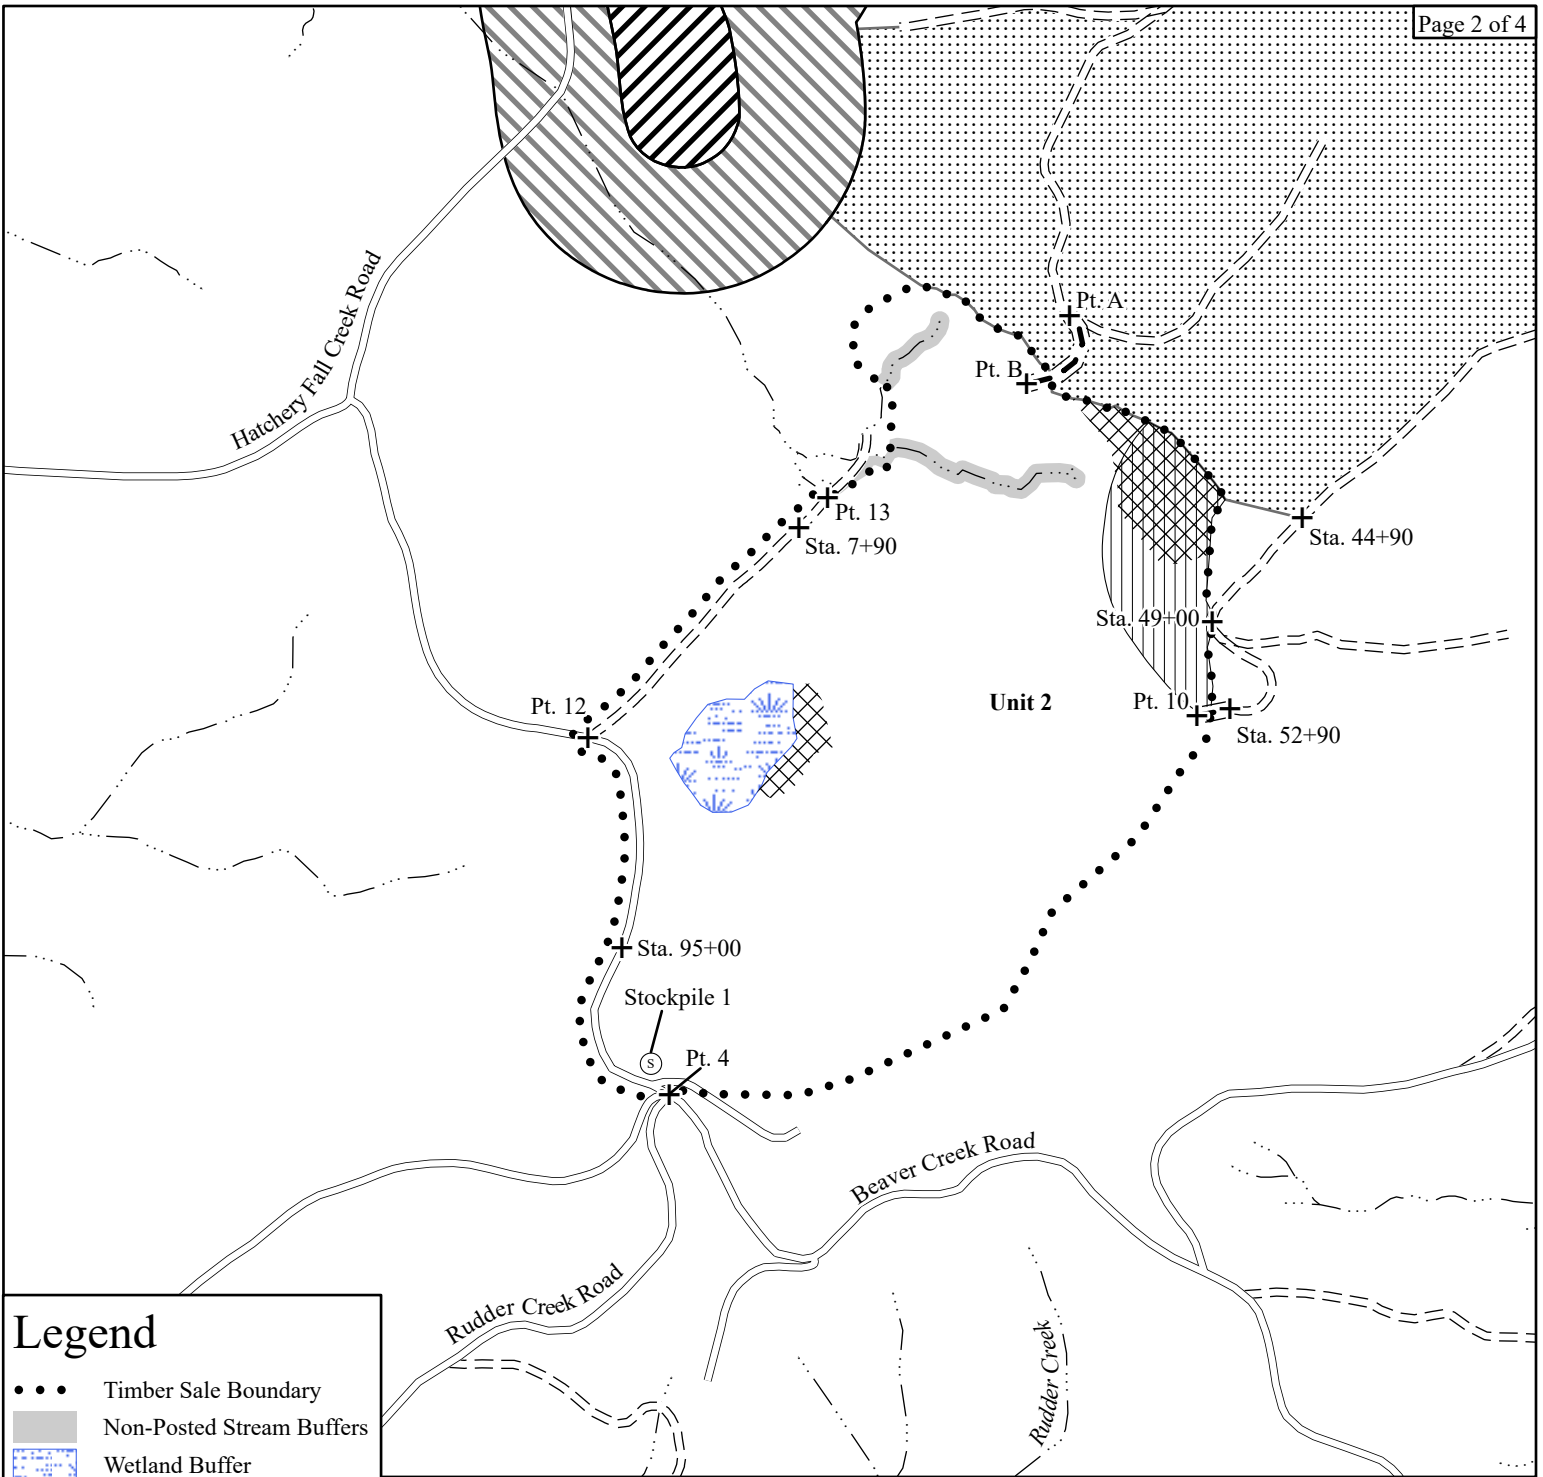 Page 2 of 4
Hatchery Fall Creek Road
Pt. A
Pt. B
Pt. 13
Sta. 7+90
Sta. 44+90
Sta. 49+00
Pt. 12
Unit 2
Pt. 10
Sta. 52+90
Sta. 95+00
Stockpile 1
S
Pt. 4
Beaver Creek Road
Rudder Creek Road
Rudder Creek
Legend
Timber Sale Boundary
Non-Posted Stream Buffers
Wetland Buffer